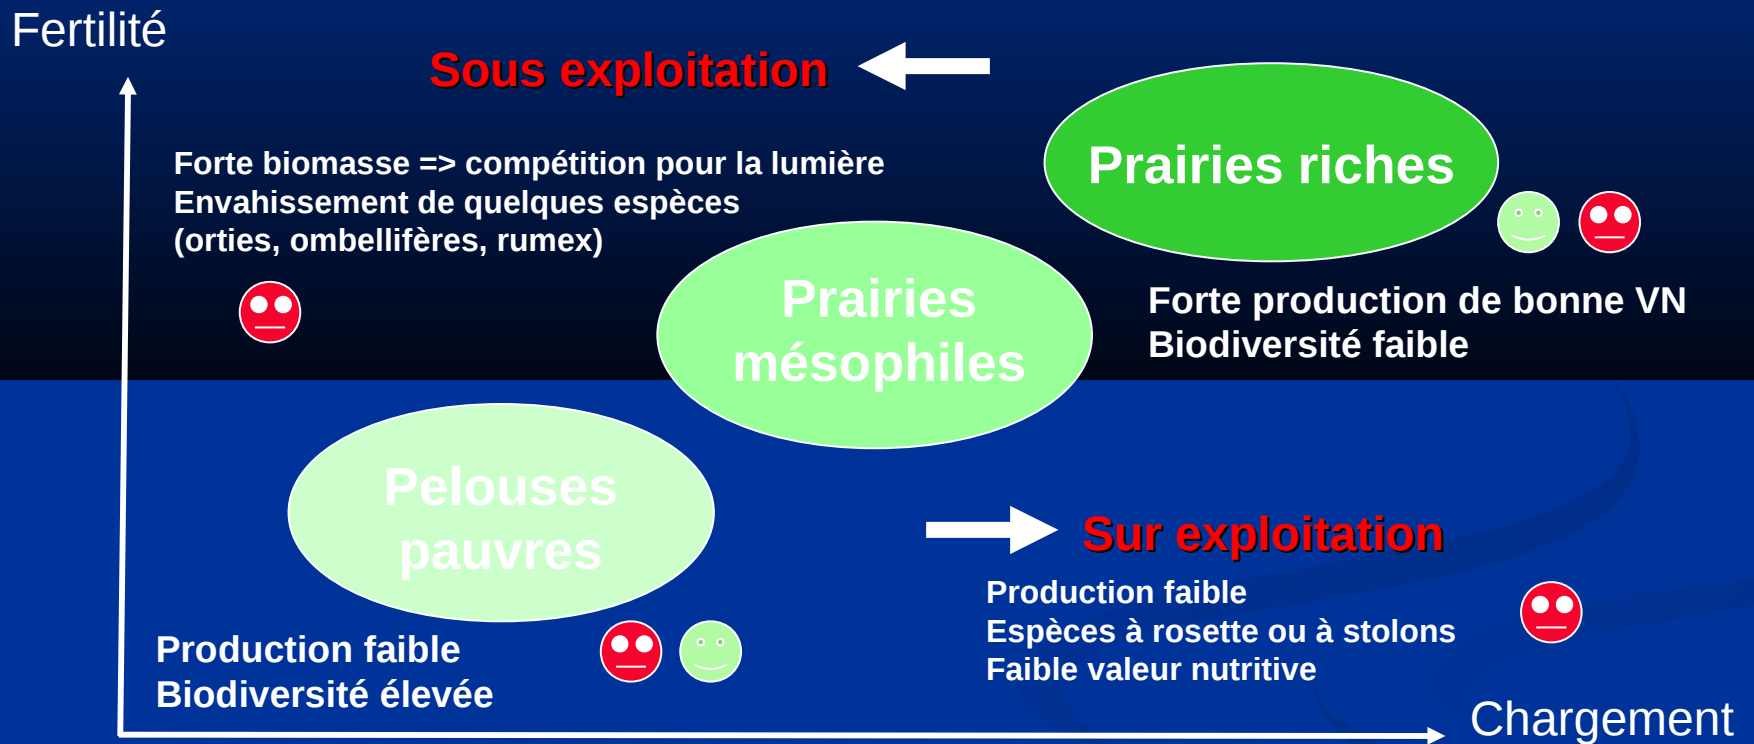 Fertilité
Sous exploitation
Forte biomasse => compétition pour la lumière
Envahissement de quelques espèces
(orties, ombellifères, rumex)
Prairies riches
Forte production de bonne VN
Biodiversité faible
Prairies
mésophiles
Pelouses
pauvres
Production faible
Biodiversité élevée
Sur exploitation
Production faible
Espèces à rosette ou à stolons
Faible valeur nutritive
Chargement